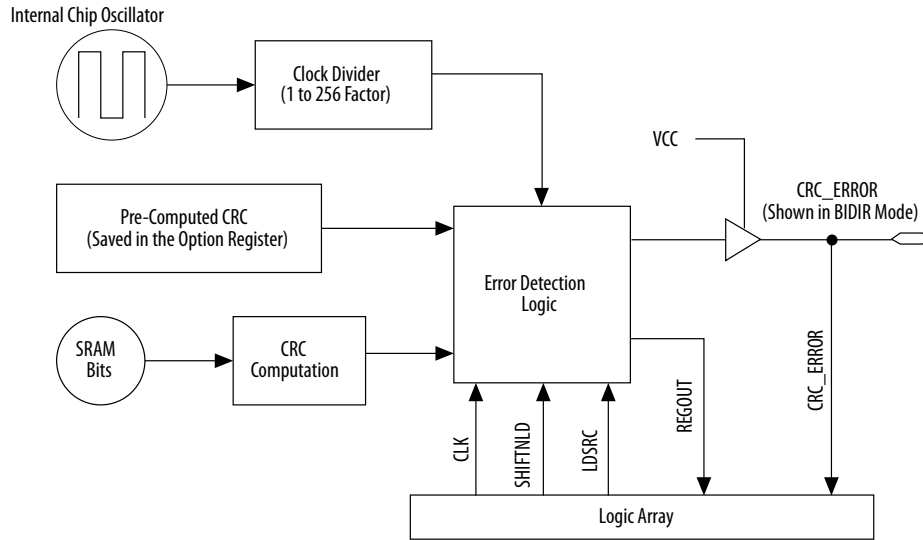 Internal Chip Oscillator
Clock Divider
(1 to 256 Factor)
VCC
CRC_ERROR
(Shown in BIDIR Mode)
Pre-Computed CRC
(Saved in the Option Register)
Error Detection
Logic
SRAM
Bits
CRC
Computation
CLK
SHIFTNLD
LDSRC
REGOUT
CRC_ERROR
Logic Array